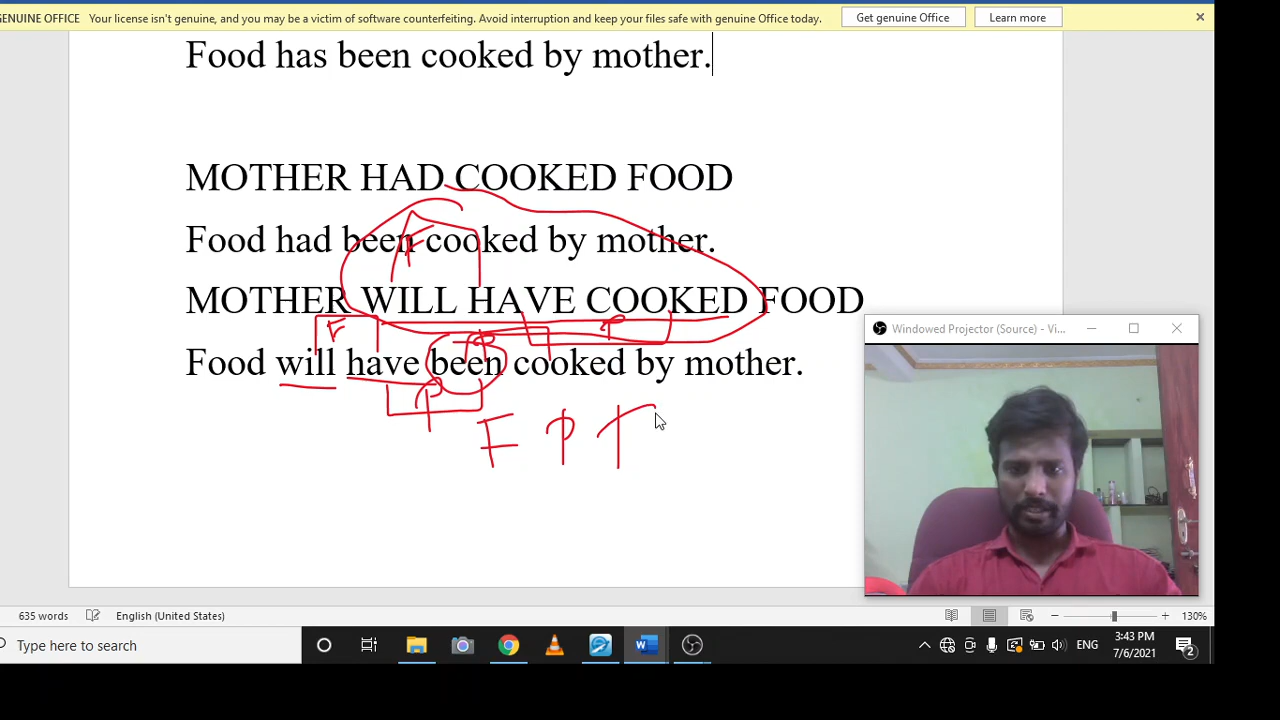 GENUINE OFFICE Your license isn't genuine, and you may be a victim of software counterfeiting. Avoid interruption and keep your files safe with genuine Office today. Get genuine Office Learn more
Food has been cooked by mother.
MOTHER HAD COOKED FOOD
Food had been cooked by mother.
F
MOTHER WILL HAVE COOKED FOOD
F P P
Food will have been cooked by mother.
P
F P T
Windowed Projector (Source) - Vi...
635 words English (United States) 130%
Type here to search ENG 3:43 PM
7/6/2021 2